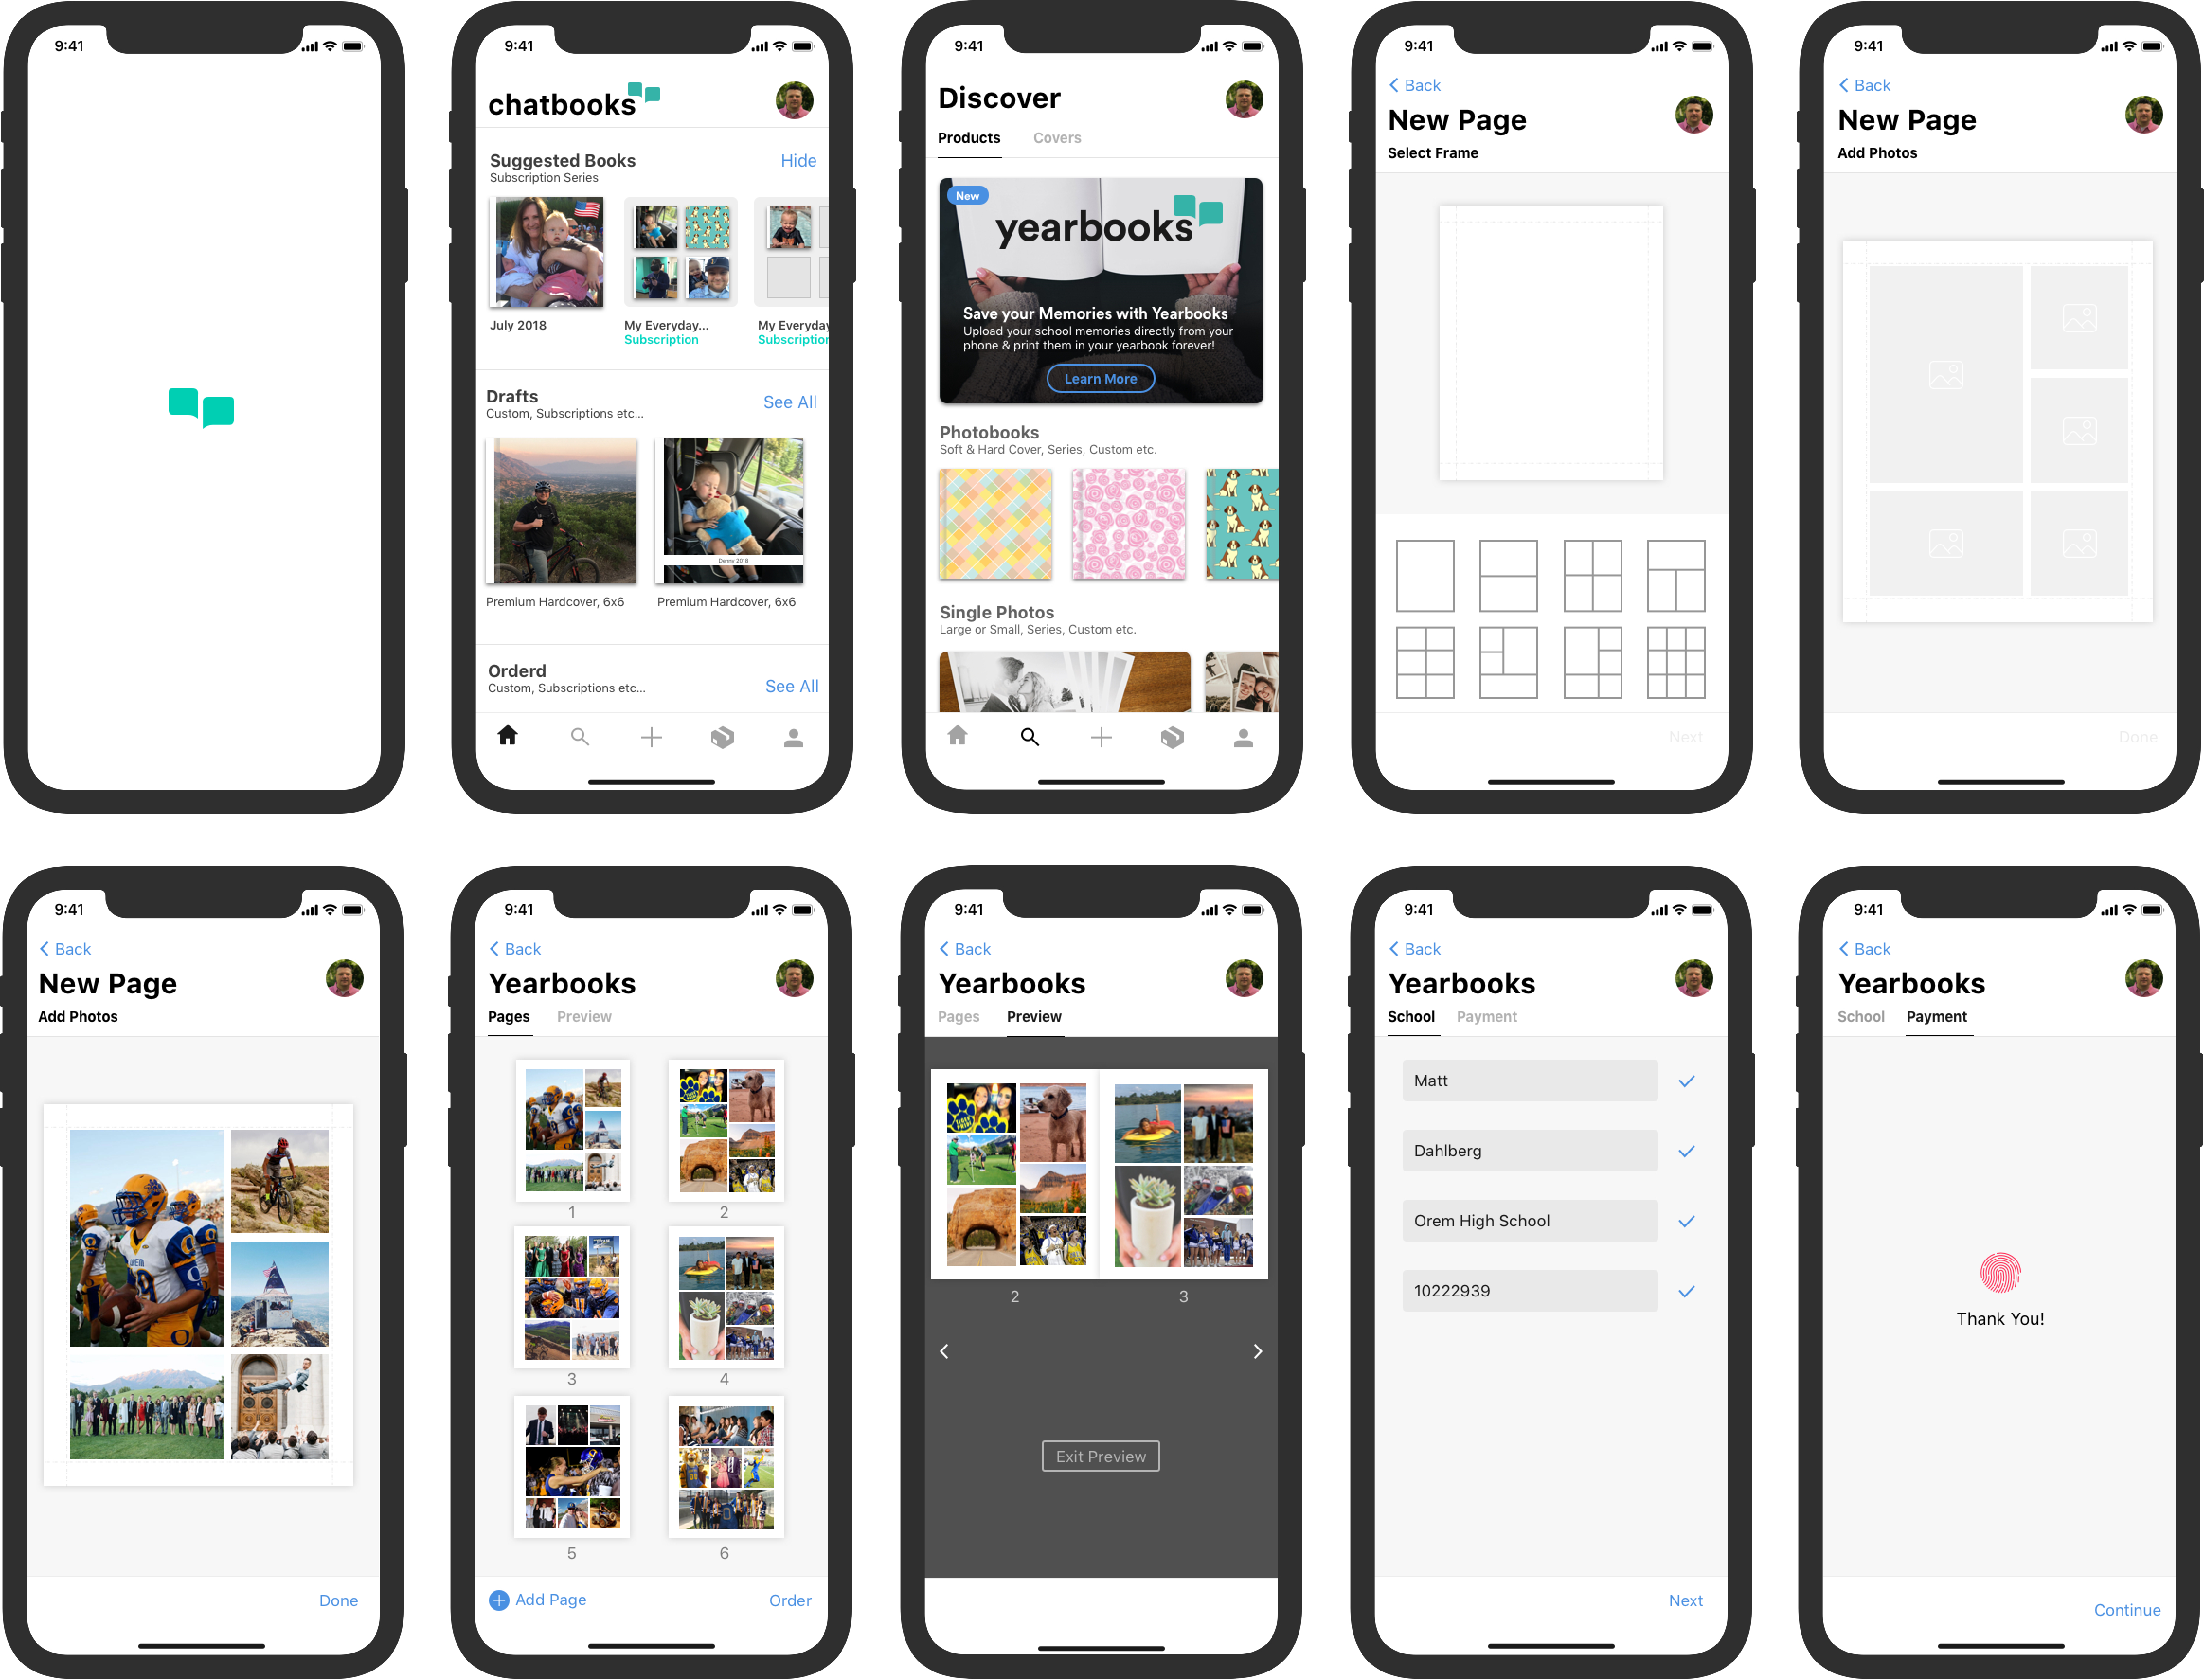 9:41
9:41
chatbooks
Suggested Books
Hide
Subscription Series
July 2018
My Everyday...
Subscription
My Everyday
Subscription
Drafts
See All
Custom, Subscriptions etc...
Denny 2018
Premium Hardcover, 6x6
Premium Hardcover, 6x6
Orderd
See All
Custom, Subscriptions etc...
9:41
Discover
Products
Covers
New
yearbooks
Save your Memories with Yearbooks
Upload your school memories directly from your
phone & print them in your yearbook forever!
Learn More
Photobooks
Soft & Hard Cover, Series, Custom etc.
Single Photos
Large or Small, Series, Custom etc.
9:41
Back
New Page
Select Frame
Next
9:41
Back
New Page
Add Photos
Done
9:41
Back
New Page
Add Photos
Done
9:41
Back
Yearbooks
Pages
Preview
1
2
3
4
5
6
Add Page
Order
9:41
Back
Yearbooks
Pages
Preview
2
3
Exit Preview
9:41
Back
Yearbooks
School
Payment
Matt
Dahlberg
Orem High School
10222939
Next
9:41
Back
Yearbooks
School
Payment
Thank You!
Continue